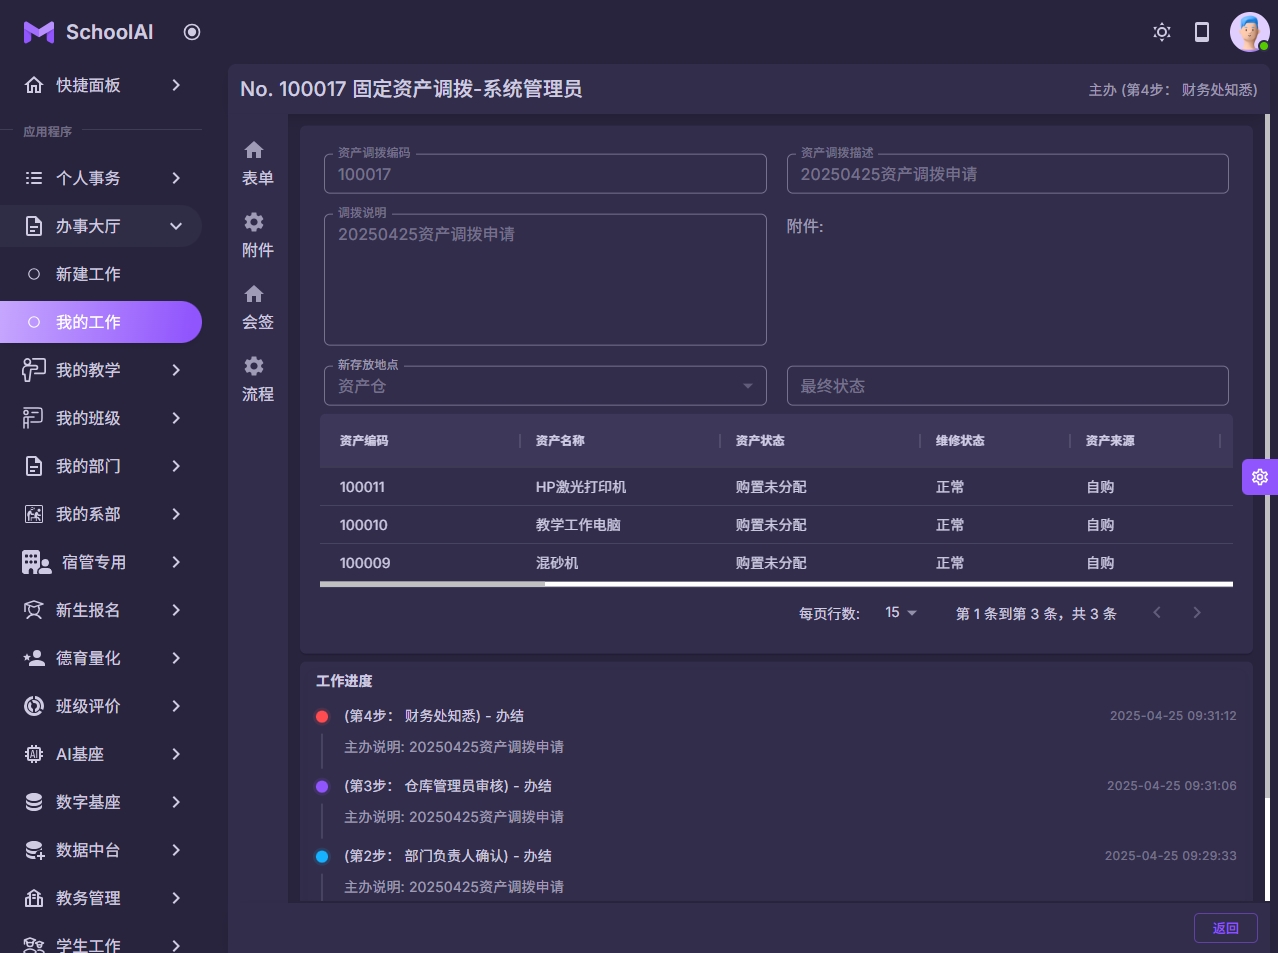 SchoolAI
快捷面板
应用程序
个人事务
办事大厅
新建工作
我的工作
我的教学
我的班级
我的部门
我的系部
宿管专用
新生报名
德育量化
班级评价
AI基座
数字基座
数据中台
教务管理
学生工作
No. 100017 固定资产调拨-系统管理员
主办 (第4步： 财务处知悉)
表单
附件
会签
流程
资产调拨编码
100017
资产调拨描述
20250425资产调拨申请
调拨说明
20250425资产调拨申请
附件:
新存放地点
资产仓
最终状态
资产编码 资产名称 资产状态 维修状态 资产来源
100011 HP激光打印机 购置未分配 正常 自购
100010 教学工作电脑 购置未分配 正常 自购
100009 混砂机 购置未分配 正常 自购
每页行数: 15 第 1 条到第 3 条，共 3 条
工作进度
(第4步： 财务处知悉) - 办结 2025-04-25 09:31:12
主办说明: 20250425资产调拨申请
(第3步： 仓库管理员审核) - 办结 2025-04-25 09:31:06
主办说明: 20250425资产调拨申请
(第2步： 部门负责人确认) - 办结 2025-04-25 09:29:33
主办说明: 20250425资产调拨申请
返回